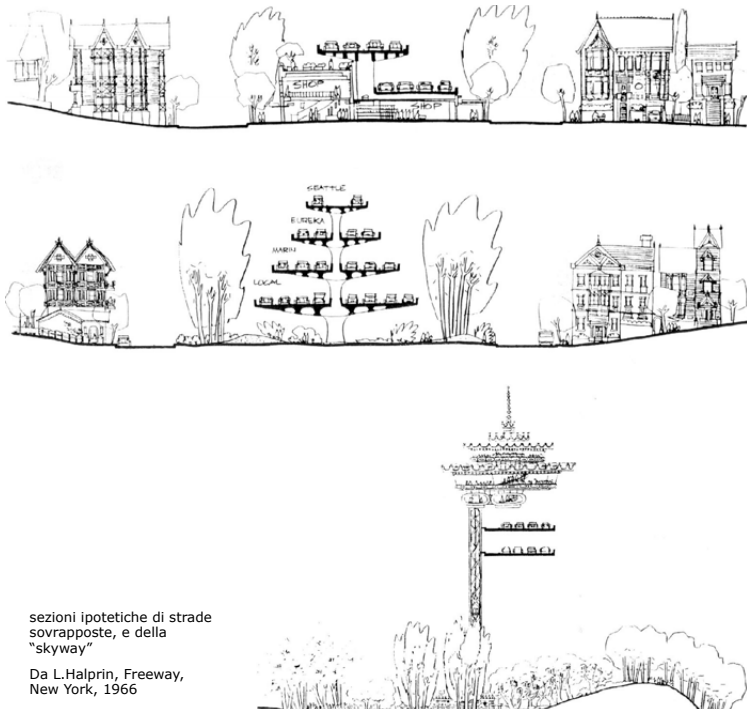 SHOP
SHOP
SEATTLE
EUREKA
MARIN
LOCAL
sezioni ipotetiche di strade
sovrapposte, e della
“skyway”
Da L.Halprin, Freeway,
New York, 1966